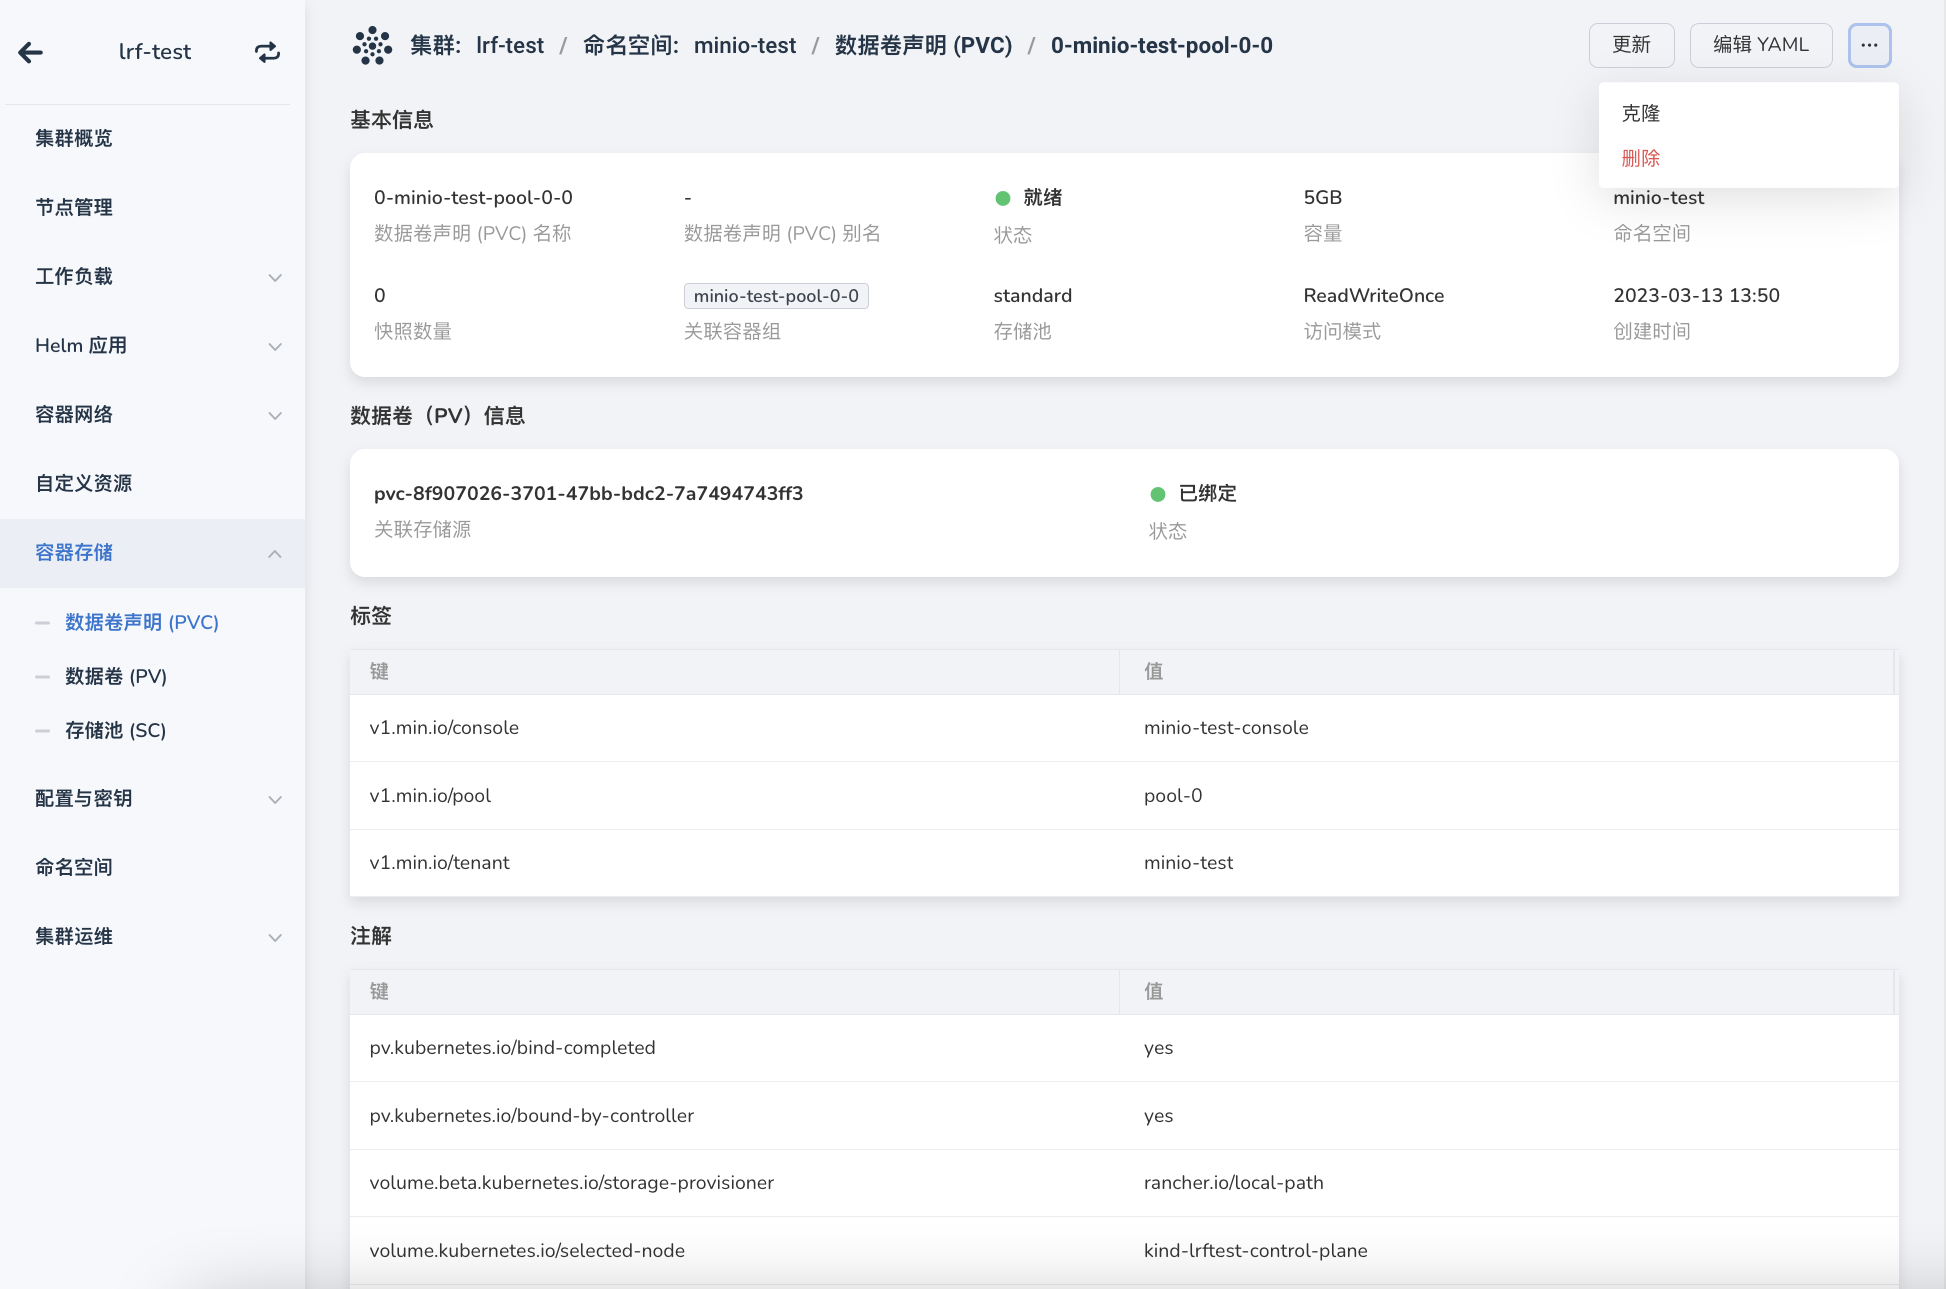 lrf-test
集群概览
节点管理
工作负载
Helm 应用
容器网络
自定义资源
容器存储
数据卷声明 (PVC)
数据卷 (PV)
存储池 (SC)
配置与密钥
命名空间
集群运维
集群: lrf-test / 命名空间: minio-test / 数据卷声明 (PVC) / 0-minio-test-pool-0-0
更新
编辑 YAML
···
克隆
删除
基本信息
0-minio-test-pool-0-0
数据卷声明 (PVC) 名称
-
数据卷声明 (PVC) 别名
就绪
状态
5GB
容量
minio-test
命名空间
0
快照数量
minio-test-pool-0-0
关联容器组
standard
存储池
ReadWriteOnce
访问模式
2023-03-13 13:50
创建时间
数据卷（PV）信息
pvc-8f907026-3701-47bb-bdc2-7a7494743ff3
关联存储源
已绑定
状态
标签
键 值
v1.min.io/console minio-test-console
v1.min.io/pool pool-0
v1.min.io/tenant minio-test
注解
键 值
pv.kubernetes.io/bind-completed yes
pv.kubernetes.io/bound-by-controller yes
volume.beta.kubernetes.io/storage-provisioner rancher.io/local-path
volume.kubernetes.io/selected-node kind-lrftest-control-plane